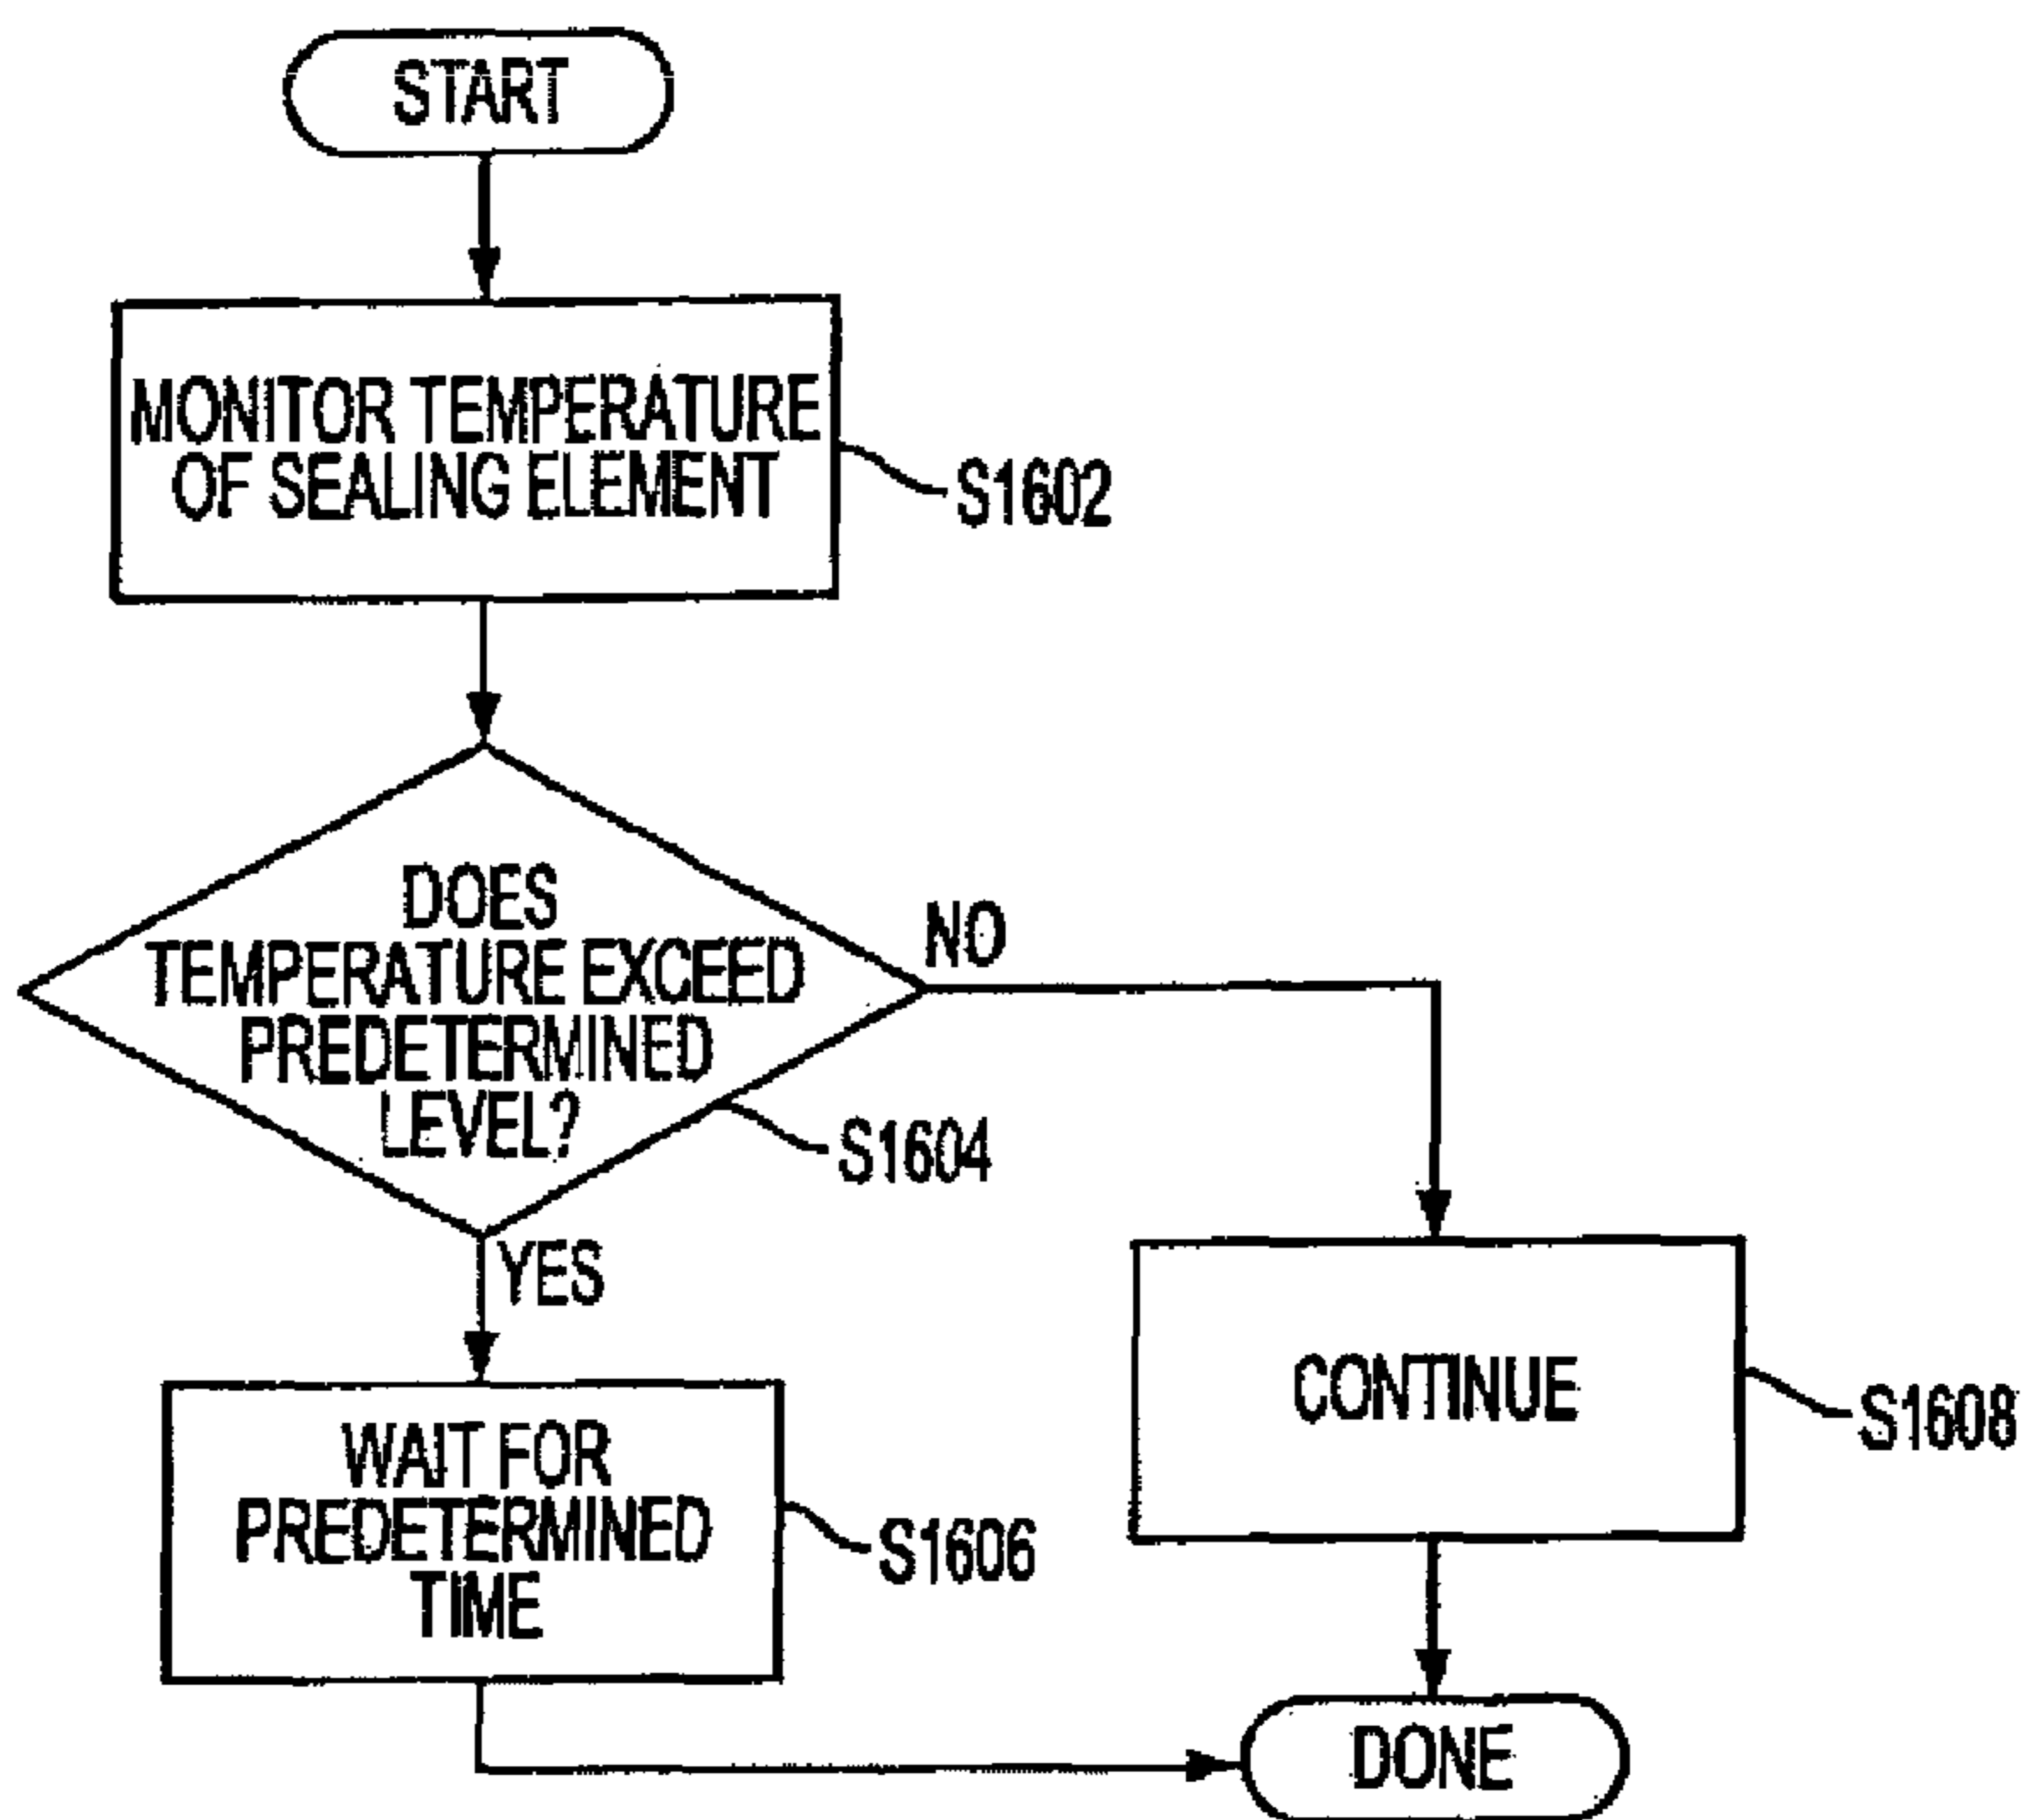 START
MONITOR TEMPERATURE
OF SEALING ELEMENT
S1602
DOES
TEMPERATURE EXCEED
PREDETERMINED
LEVEL?
NO
S1604
YES
WAIT FOR
PREDETERMINED
TIME
S1606
CONTINUE
S1608
DONE